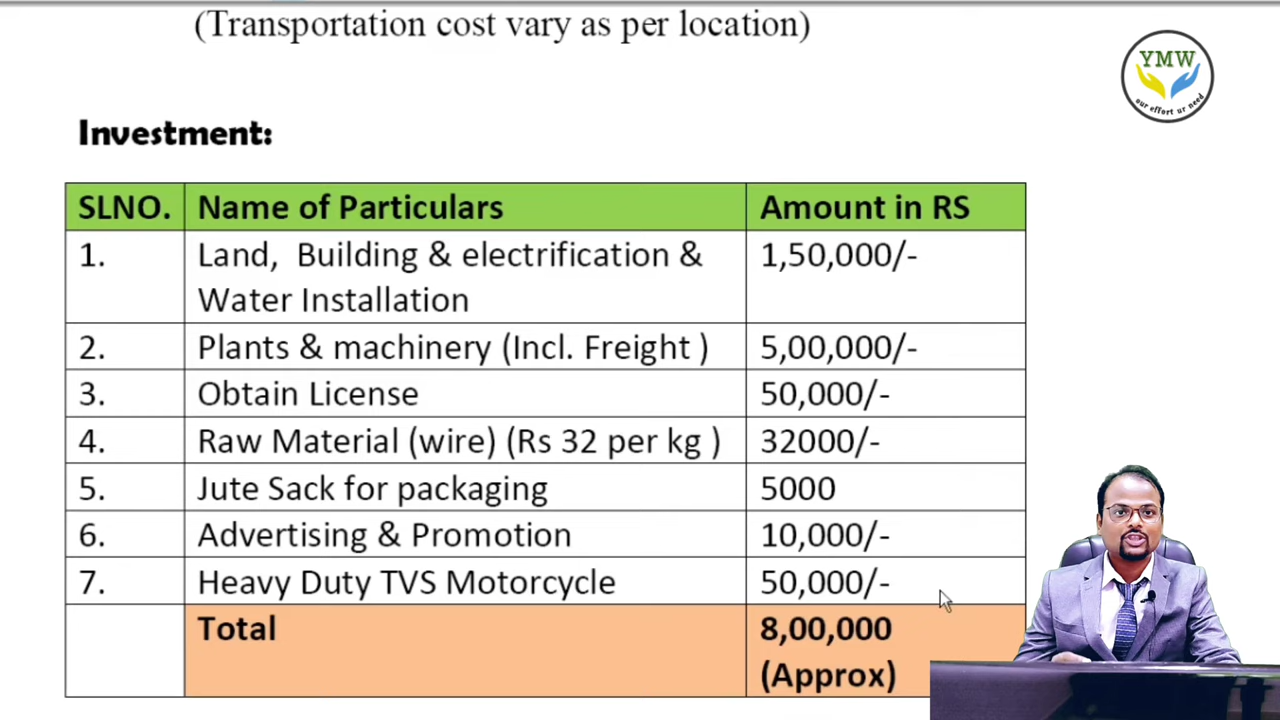 (Transportation cost vary as per location)
YMW
our effort ur need
Investment:
SLNO. Name of Particulars Amount in RS
1. Land, Building & electrification & 1,50,000/-
Water Installation
2. Plants & machinery (Incl. Freight ) 5,00,000/-
3. Obtain License 50,000/-
4. Raw Material (wire) (Rs 32 per kg ) 32000/-
5. Jute Sack for packaging 5000
6. Advertising & Promotion 10,000/-
7. Heavy Duty TVS Motorcycle 50,000/-
Total 8,00,000
(Approx)